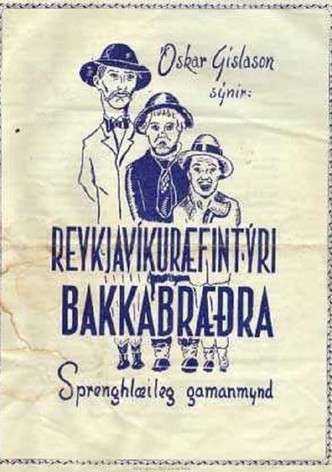 Óskar Gíslason
sýnir:
REYKJAVÍKURÆFINTÝRI
BAKKABRÆÐRA
Sprenghlægileg gamanmynd